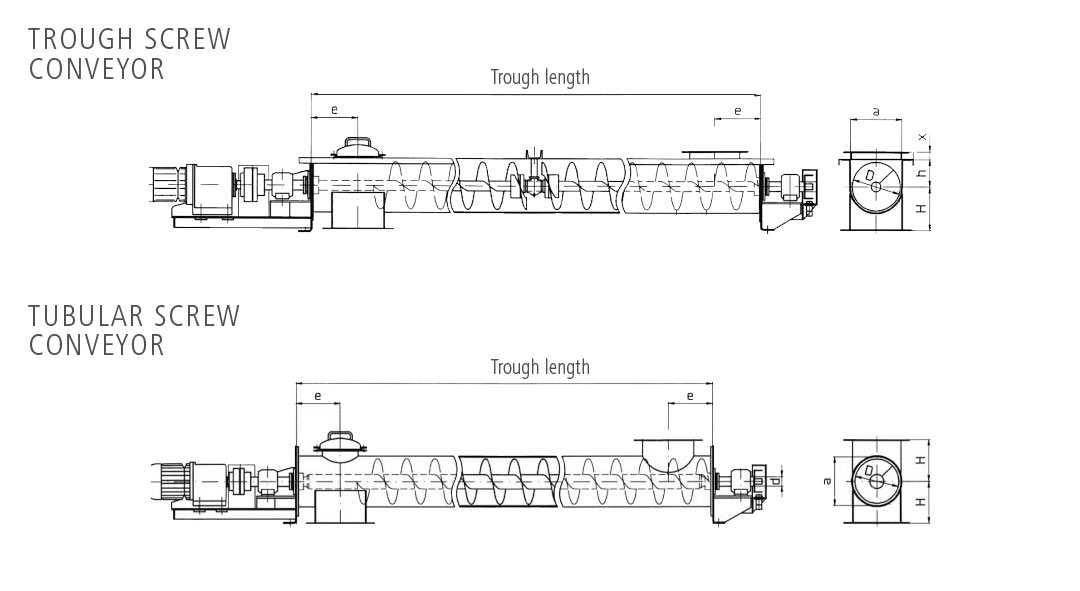 TROUGH SCREW
CONVEYOR
Trough length
e
e
a
x
D
h
H
TUBULAR SCREW
CONVEYOR
Trough length
e
e
D
H
a
d
H